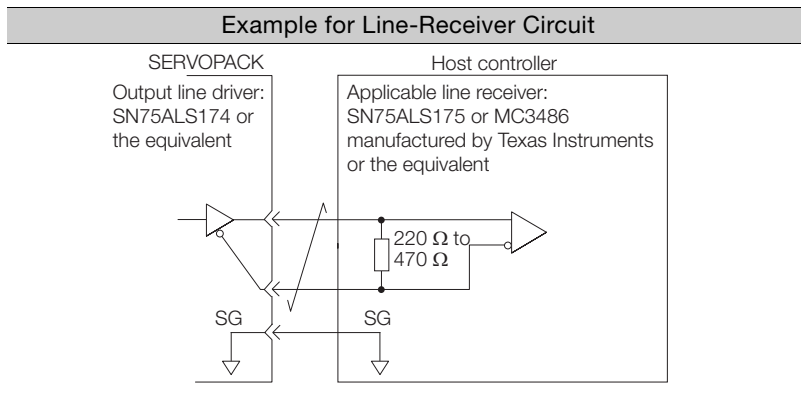 Example for Line-Receiver Circuit
SERVOPACK
Host controller
Output line driver:
SN75ALS174 or
the equivalent
Applicable line receiver:
SN75ALS175 or MC3486
manufactured by Texas Instruments
or the equivalent
220 Ω to
470 Ω
SG
SG